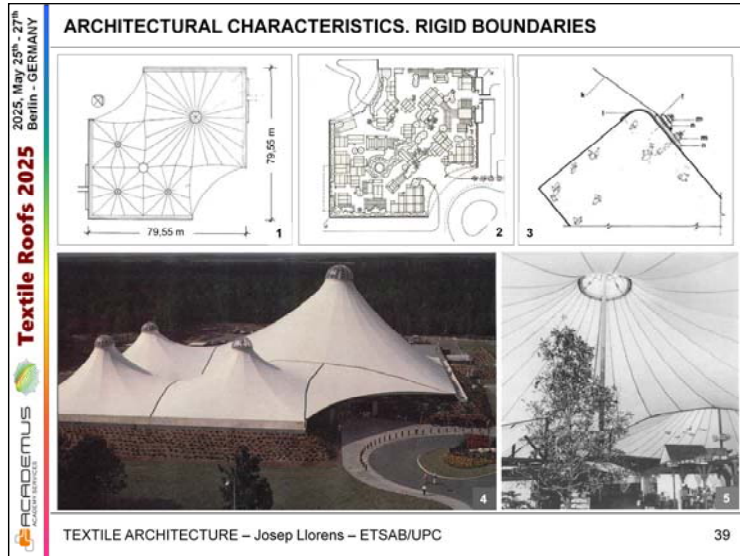 ARCHITECTURAL CHARACTERISTICS. RIGID BOUNDARIES
2025, May 25th - 27th
Berlin - GERMANY
Textile Roofs 2025
ACADEMUS
ACADEMY SERVICES
79,55 m
79,55 m
1
2
3
4
5
TEXTILE ARCHITECTURE – Josep Llorens – ETSAB/UPC
39